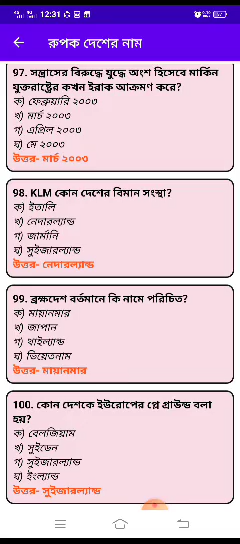 12:31
রুপক দেশের নাম
97. সন্ত্রাসের বিরুদ্ধে যুদ্ধে অংশ হিসেবে মার্কিন
যুক্তরাষ্ট্রের কখন ইরাক আক্রমণ করে?
ক) ফেব্রুয়ারি ২০০৩
খ) মার্চ ২০০৩
গ) এপ্রিল ২০০৩
ঘ) মে ২০০৩
উত্তর- মার্চ ২০০৩
98. KLM কোন দেশের বিমান সংস্থা?
ক) ইতালি
খ) নেদারল্যান্ড
গ) জার্মানি
ঘ) সুইজারল্যান্ড
উত্তর- নেদারল্যান্ড
99. ব্রহ্মদেশ বর্তমানে কি নামে পরিচিত?
ক) মায়ানমার
খ) জাপান
গ) থাইল্যান্ড
ঘ) ভিয়েতনাম
উত্তর- মায়ানমার
100. কোন দেশকে ইউরোপের প্লে গ্রাউন্ড বলা
হয়?
ক) বেলজিয়াম
খ) সুইডেন
গ) সুইজারল্যান্ড
ঘ) ইংল্যান্ড
উত্তর- সুইজারল্যান্ড